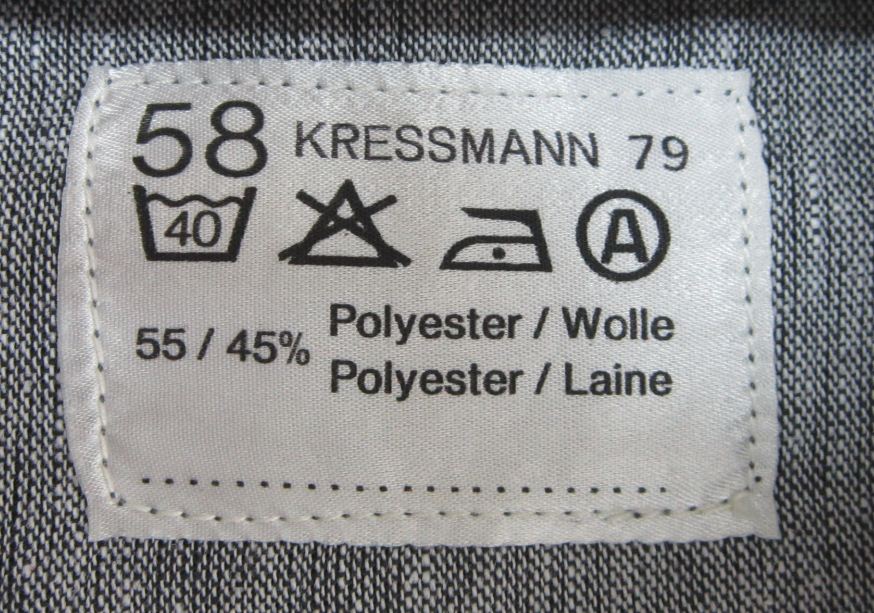 58 KRESSMANN 79
40 A
55 / 45% Polyester / Wolle
Polyester / Laine